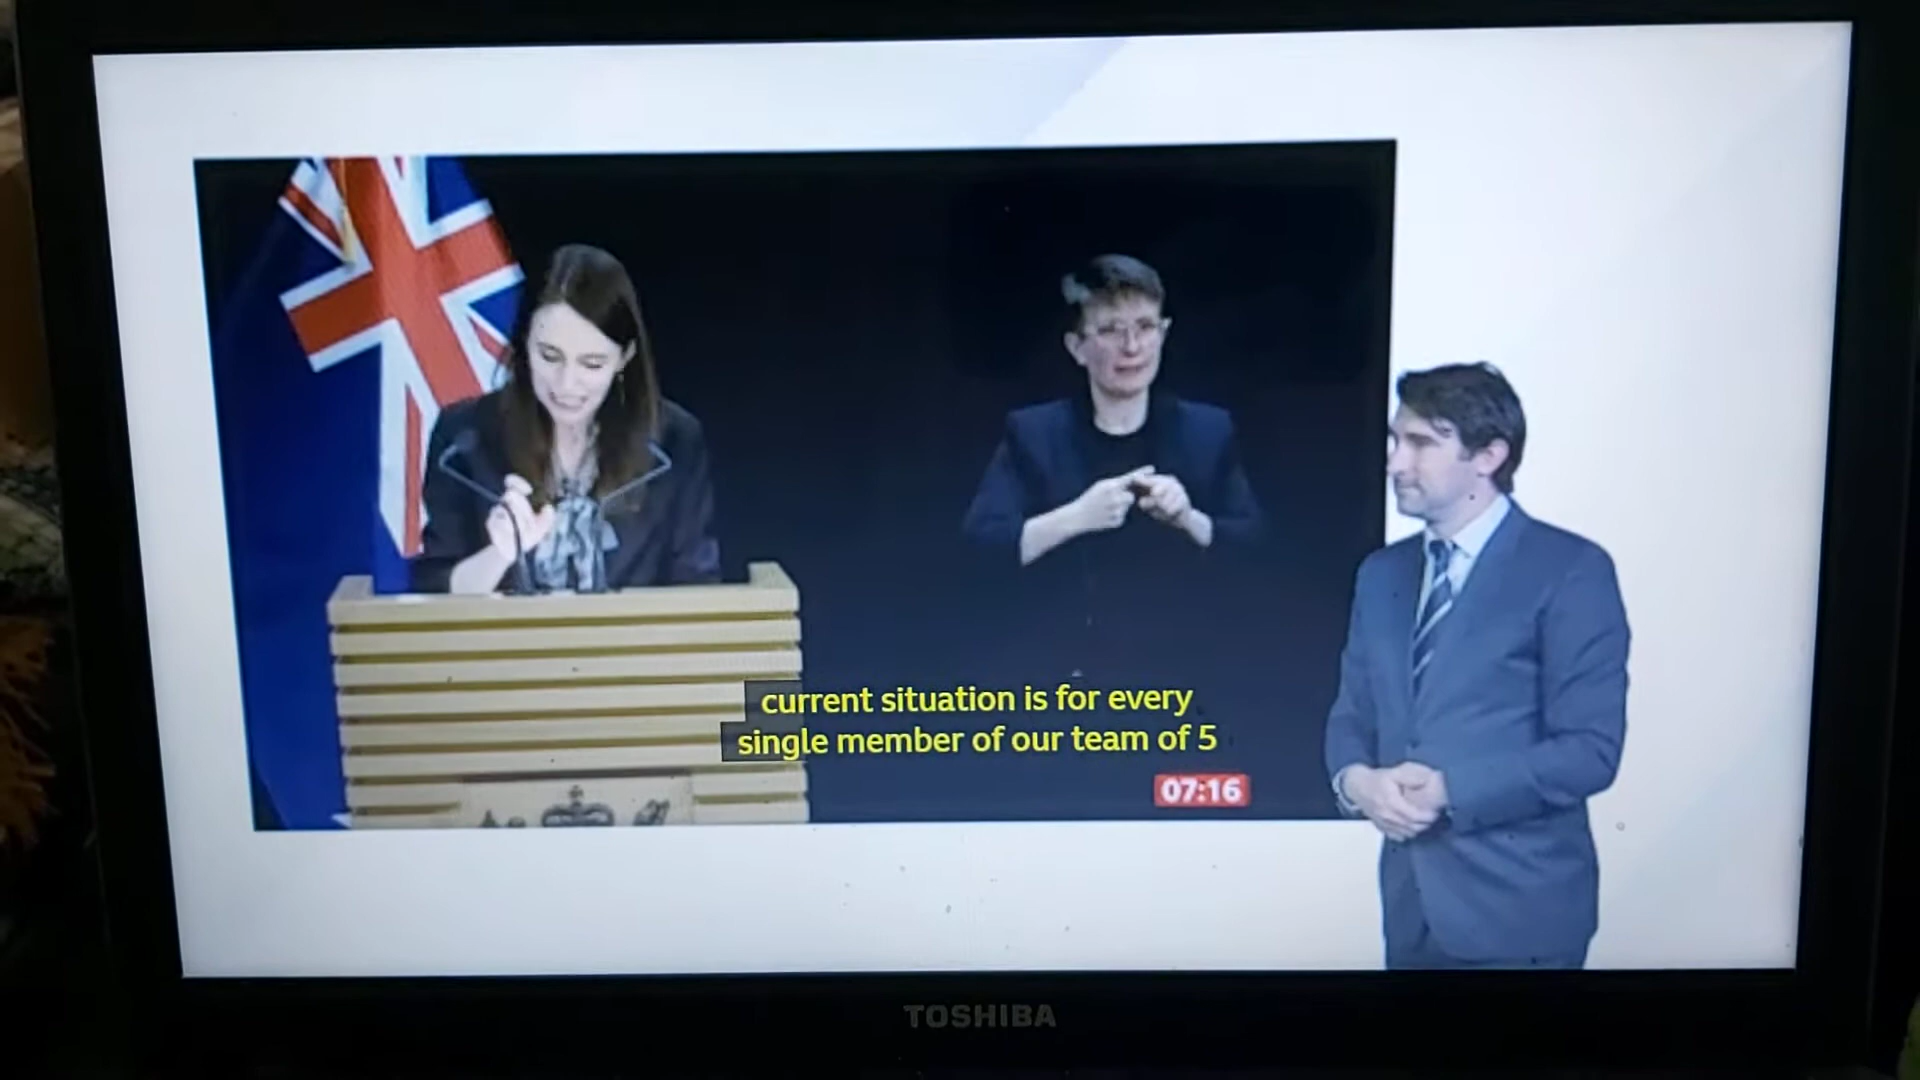 current situation is for every
single member of our team of 5
07:16
TOSHIBA